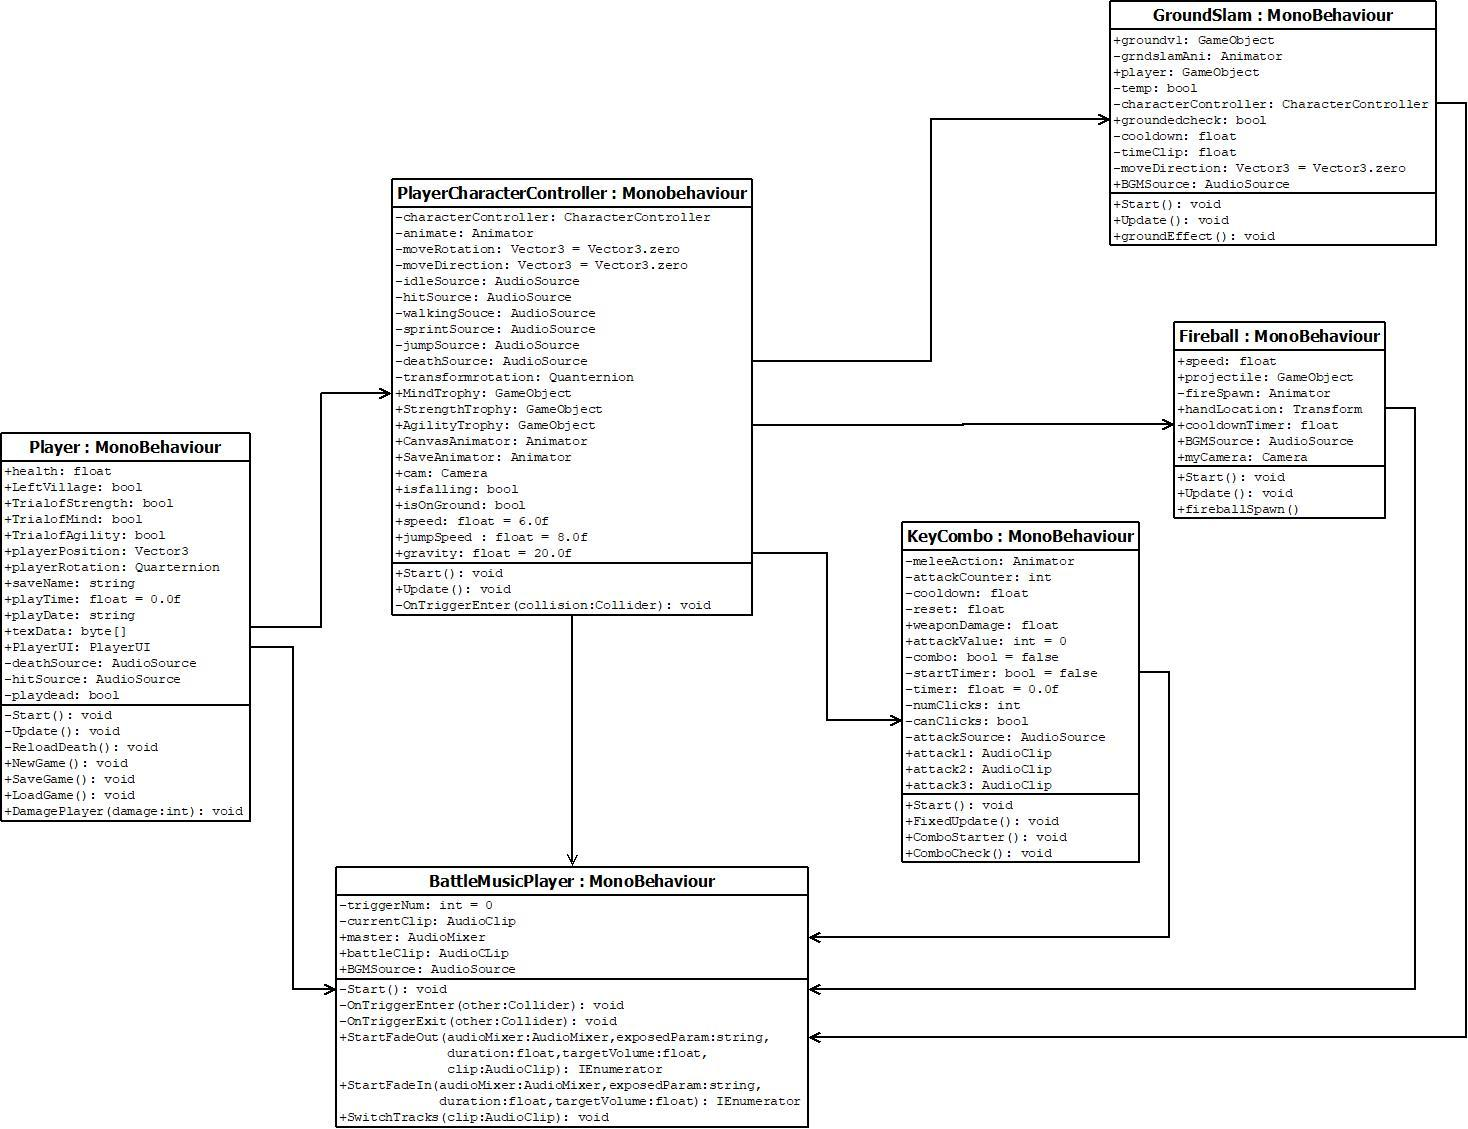 GroundSlam : MonoBehaviour
+groundvl: GameObject
-grndslamAni: Animator
+player: GameObject
-temp: bool
-characterController: CharacterController
+groundedcheck: bool
-cooldown: float
-timeClip: float
-moveDirection: Vector3 = Vector3.zero
+BGMSource: AudioSource
+Start(): void
+Update(): void
+groundEffect(): void
PlayerCharacterController : Monobehaviour
-characterController: CharacterController
-animate: Animator
-moveRotation: Vector3 = Vector3.zero
-moveDirection: Vector3 = Vector3.zero
-idleSource: AudioSource
-hitSource: AudioSource
-walkingSouce: AudioSource
-sprintSource: AudioSource
-jumpSource: AudioSource
-deathSource: AudioSource
-transformrotation: Quanternion
+MindTrophy: GameObject
+StrengthTrophy: GameObject
+AgilityTrophy: GameObject
+CanvasAnimator: Animator
+SaveAnimator: Animator
+cam: Camera
+isfalling: bool
+isOnGround: bool
+speed: float = 6.0f
+jumpSpeed : float = 8.0f
+gravity: float = 20.0f
+Start(): void
+Update(): void
-OnTriggerEnter(collision:Collider): void
Fireball : MonoBehaviour
+speed: float
+projectile: GameObject
-fireSpawn: Animator
+handLocation: Transform
+cooldownTimer: float
+BGMSource: AudioSource
+myCamera: Camera
+Start(): void
+Update(): void
+fireballSpawn()
Player : MonoBehaviour
+health: float
+LeftVillage: bool
+TrialofStrength: bool
+TrialofMind: bool
+TrialofAgility: bool
+playerPosition: Vector3
+playerRotation: Quarternion
+saveName: string
+playTime: float = 0.0f
+playDate: string
+texData: byte[]
+PlayerUI: PlayerUI
-deathSource: AudioSource
-hitSource: AudioSource
-playdead: bool
-Start(): void
-Update(): void
-ReloadDeath(): void
+NewGame(): void
+SaveGame(): void
+LoadGame(): void
+DamagePlayer(damage:int): void
KeyCombo : MonoBehaviour
-meleeAction: Animator
-attackCounter: int
-cooldown: float
-reset: float
+weaponDamage: float
+attackValue: int = 0
-combo: bool = false
-startTimer: bool = false
-timer: float = 0.0f
-numClicks: int
-canClicks: bool
-attackSource: AudioSource
+attack1: AudioClip
+attack2: AudioClip
+attack3: AudioClip
+Start(): void
+FixedUpdate(): void
+ComboStarter(): void
+ComboCheck(): void
BattleMusicPlayer : MonoBehaviour
-triggerNum: int = 0
-currentClip: AudioClip
+master: AudioMixer
+battleClip: AudioCLip
+BGMSource: AudioSource
-Start(): void
-OnTriggerEnter(other:Collider): void
-OnTriggerExit(other:Collider): void
+StartFadeOut(audioMixer:AudioMixer,exposedParam:string,
duration:float,targetVolume:float,
clip:AudioClip): IEnumerator
+StartFadeIn(audioMixer:AudioMixer,exposedParam:string,
duration:float,targetVolume:float): IEnumerator
+SwitchTracks(clip:AudioClip): void